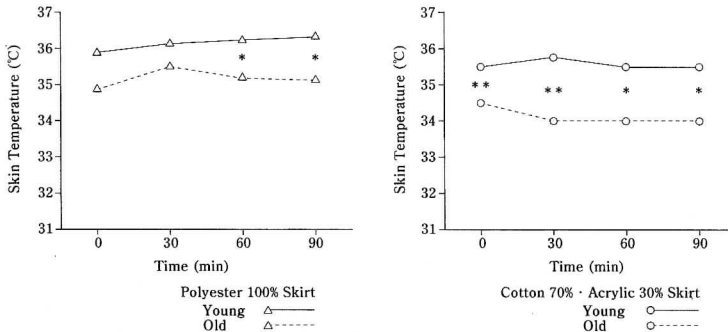 37
36
35
34
33
32
31
Skin Temperature (℃)
* *
0 30 60 90
Time (min)
Polyester 100% Skirt
Young
Old
37
36
35
34
33
32
31
Skin Temperature (℃)
** ** * *
0 30 60 90
Time (min)
Cotton 70% · Acrylic 30% Skirt
Young
Old